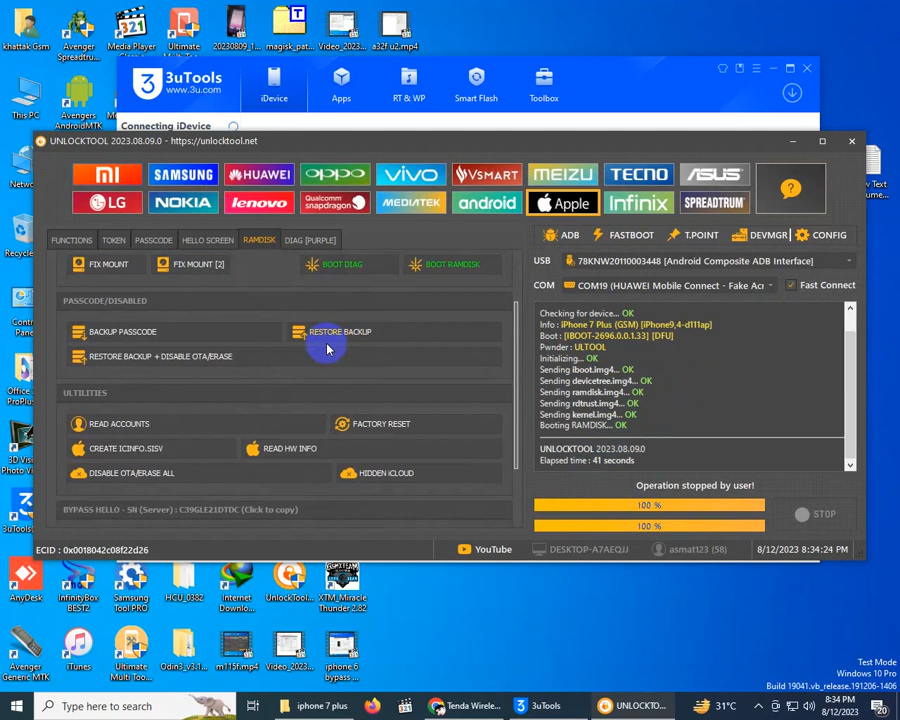 khattak Gsm
Avenger Spreadtru...
Media Player Classic
Ultimate Multi Too...
20230809_1...
magisk_pat...
Video_2023...
a32f u2.mp4
3uTools
www.3u.com
iDevice
Apps
RT & WP
Smart Flash
Toolbox
This PC
Avenger AndroidMTK
Connecting iDevice
UNLOCKTOOL 2023.08.09.0 - https://unlocktool.net
MI
SAMSUNG
HUAWEI
OPPO
VIVO
VSMART
MEIZU
TECNO
ASUS
LG
NOKIA
lenovo
Qualcomm snapdragon
MEDIATEK
android
Apple
Infinix
SPREADTRUM
FUNCTIONS
TOKEN
PASSCODE
HELLO SCREEN
RAMDISK
DIAG [PURPLE]
ADB
FASTBOOT
T.POINT
DEVMGR
CONFIG
FIX MOUNT
FIX MOUNT [2]
BOOT DIAG
BOOT RAMDISK
USB
78KNW20110003448 [Android Composite ADB Interface]
COM
COM19 (HUAWEI Mobile Connect - Fake Acr
Fast Connect
PASSCODE/DISABLED
BACKUP PASSCODE
RESTORE BACKUP
RESTORE BACKUP + DISABLE OTA/ERASE
ULTILITIES
READ ACCOUNTS
FACTORY RESET
CREATE ICINFO.SISV
READ HW INFO
DISABLE OTA/ERASE ALL
HIDDEN iCLOUD
BYPASS HELLO - SN (Server) : C39GLE21DTDC (Click to copy)
Checking for device... OK
Info : iPhone 7 Plus (GSM) [iPhone9,4-d111ap]
Boot : [IBOOT-2696.0.0.1.33] [DFU]
Pwnder : ULTOOL
Initializing... OK
Sending iboot.img4... OK
Sending devicetree.img4... OK
Sending ramdisk.img4... OK
Sending rdtrust.img4... OK
Sending kernel.img4... OK
Booting RAMDISK... OK
UNLOCKTOOL 2023.08.09.0
Elapsed time : 41 seconds
Operation stopped by user!
100 %
100 %
STOP
ECID : 0x0018042c08f22d26
YouTube
DESKTOP-A7AEQJJ
asmat123 (58)
8/12/2023 8:34:24 PM
AnyDesk
InfinityBox BEST2
Samsung Tool PRO
HCU_0382
Internet Downlo...
UnlockTool...
XTM_Miracle Thunder 2.82
Avenger Generic MTK
iTunes
Ultimate Multi Tool...
Odin3_v3.1...
m115f.mp4
Video_2023...
iphone 6 bypass ...
Test Mode
Windows 10 Pro
Build 19041.vb_release.191206-1406
Type here to search
iphone 7 plus
Tenda Wirele...
3uTools
UNLOCKTO...
31°C
8:34 PM
8/12/2023
20